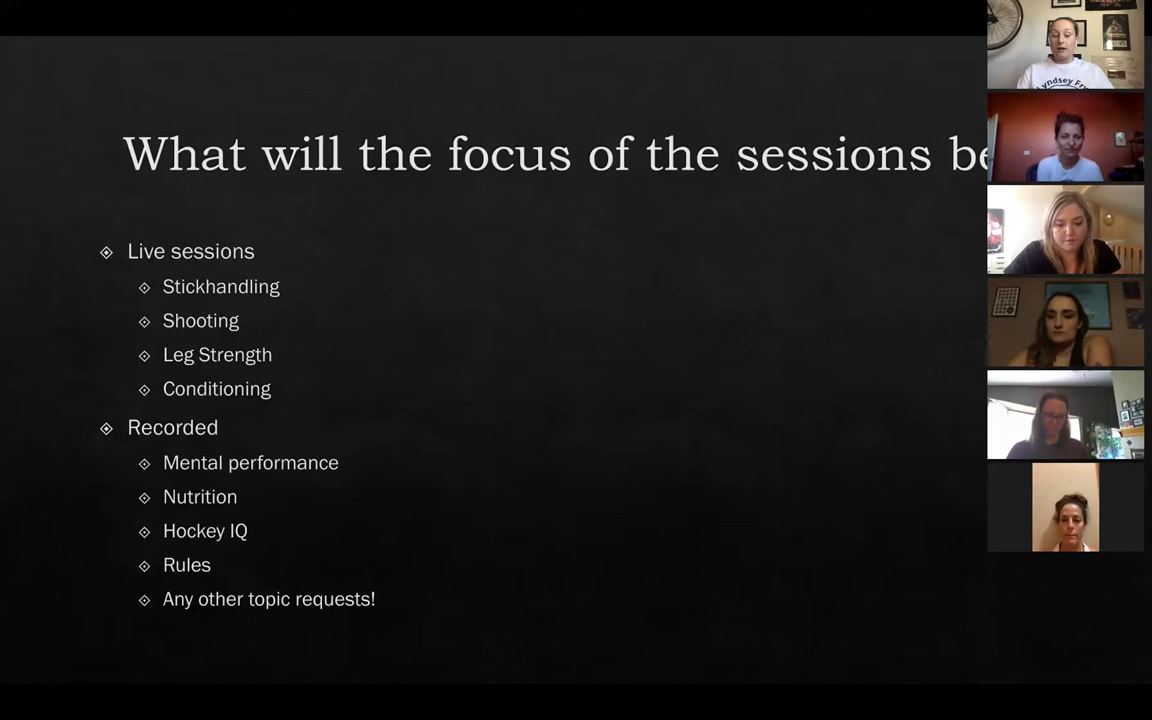 What will the focus of the sessions be
Live sessions
Stickhandling
Shooting
Leg Strength
Conditioning
Recorded
Mental performance
Nutrition
Hockey IQ
Rules
Any other topic requests!